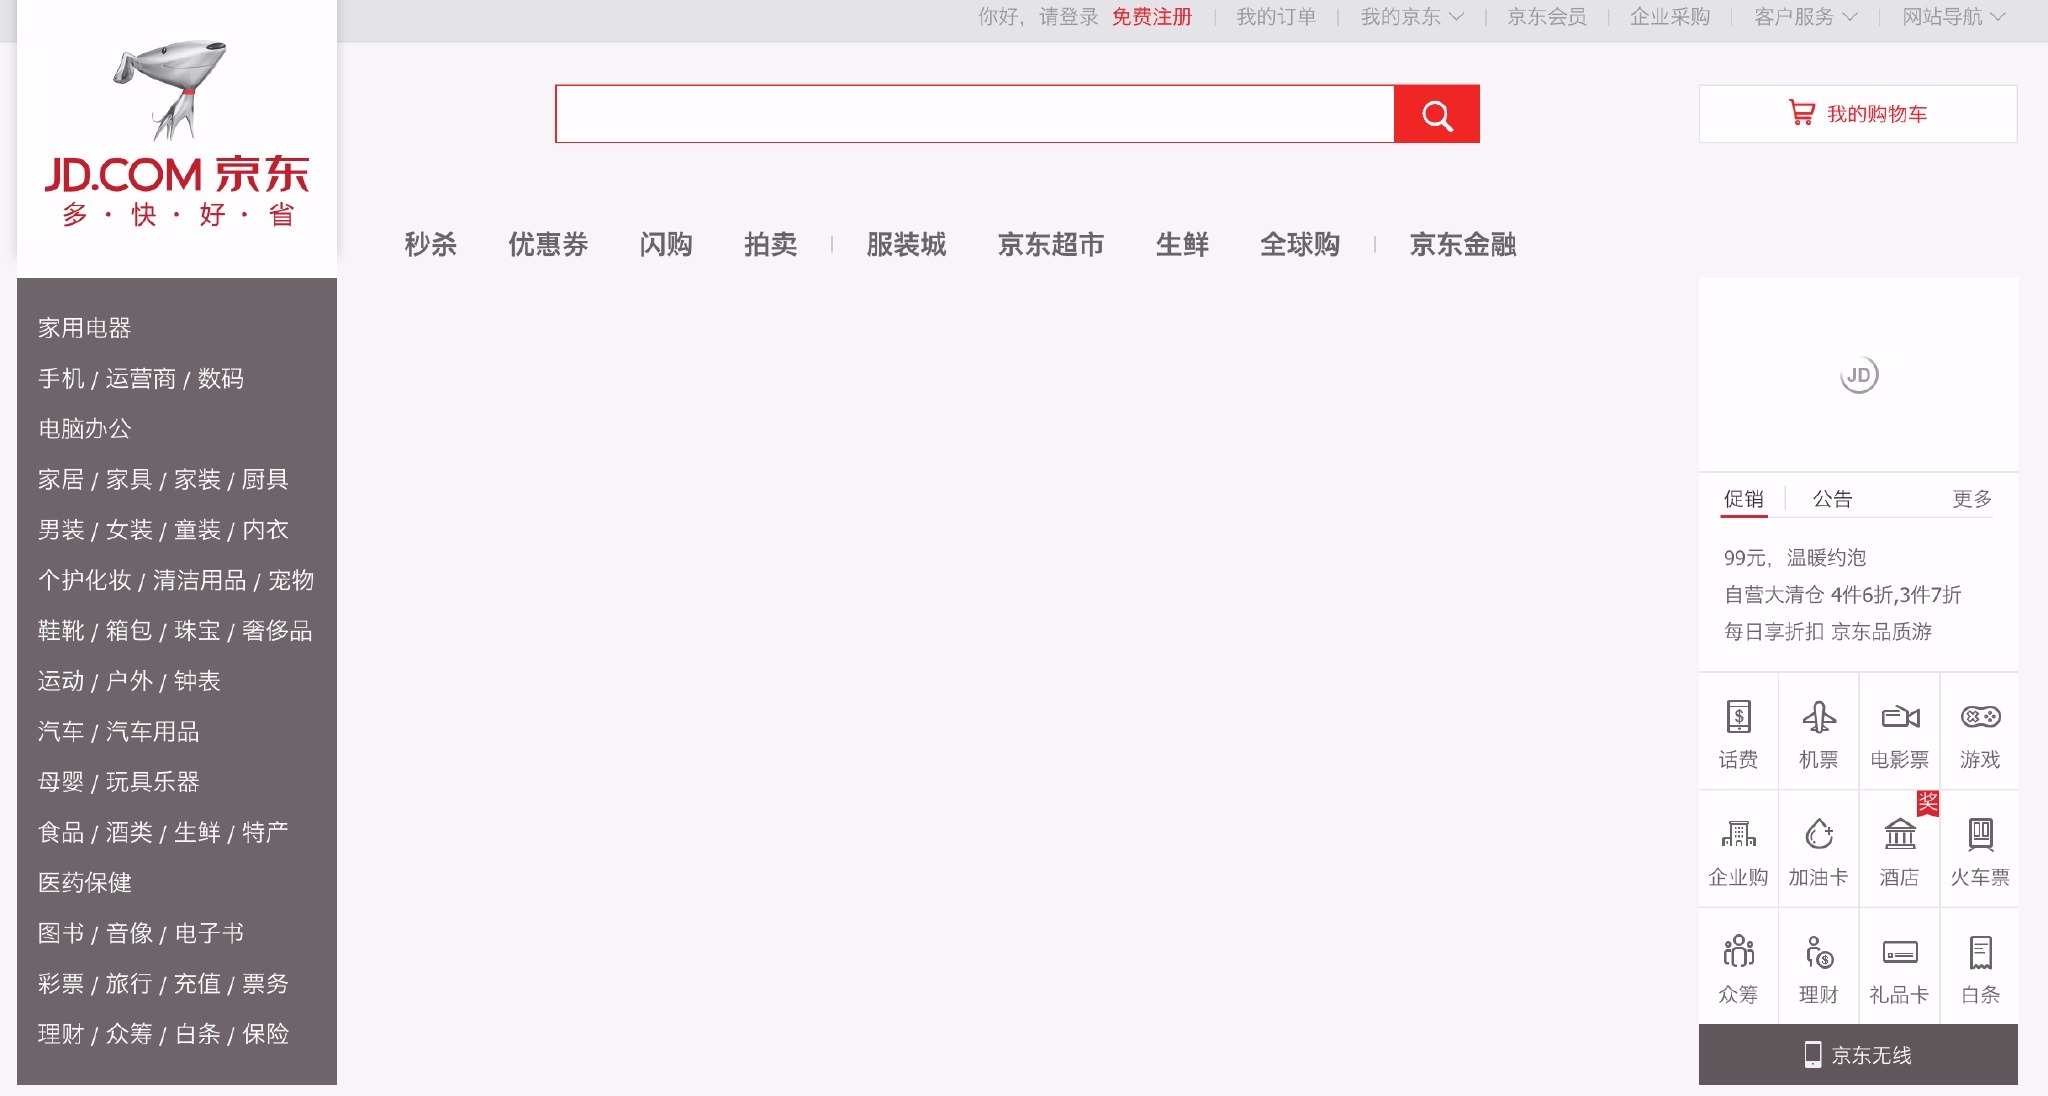 你好，请登录 免费注册 我的订单 我的京东 京东会员 企业采购 客户服务 网站导航
JD.COM 京东
多·快·好·省
我的购物车
秒杀 优惠券 闪购 拍卖 服装城 京东超市 生鲜 全球购 京东金融
家用电器
手机 / 运营商 / 数码
电脑办公
家居 / 家具 / 家装 / 厨具
男装 / 女装 / 童装 / 内衣
个护化妆 / 清洁用品 / 宠物
鞋靴 / 箱包 / 珠宝 / 奢侈品
运动 / 户外 / 钟表
汽车 / 汽车用品
母婴 / 玩具乐器
食品 / 酒类 / 生鲜 / 特产
医药保健
图书 / 音像 / 电子书
彩票 / 旅行 / 充值 / 票务
理财 / 众筹 / 白条 / 保险
JD
促销 公告 更多
99元，温暖约泡
自营大清仓 4件6折,3件7折
每日享折扣 京东品质游
话费 机票 电影票 游戏
奖
企业购 加油卡 酒店 火车票
众筹 理财 礼品卡 白条
京东无线